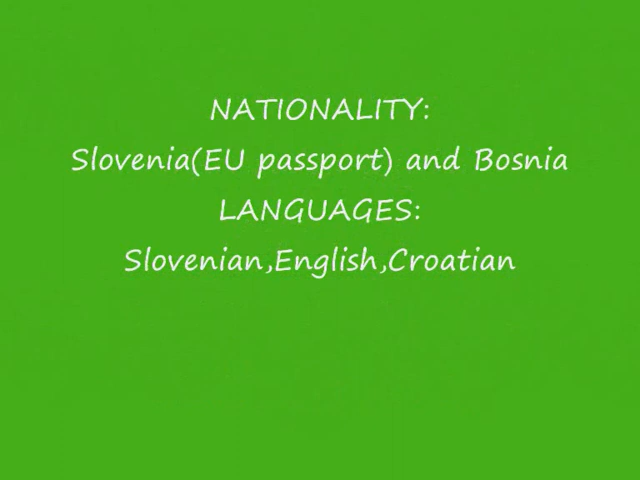 NATIONALITY:
Slovenia(EU passport) and Bosnia
LANGUAGES:
Slovenian,English,Croatian